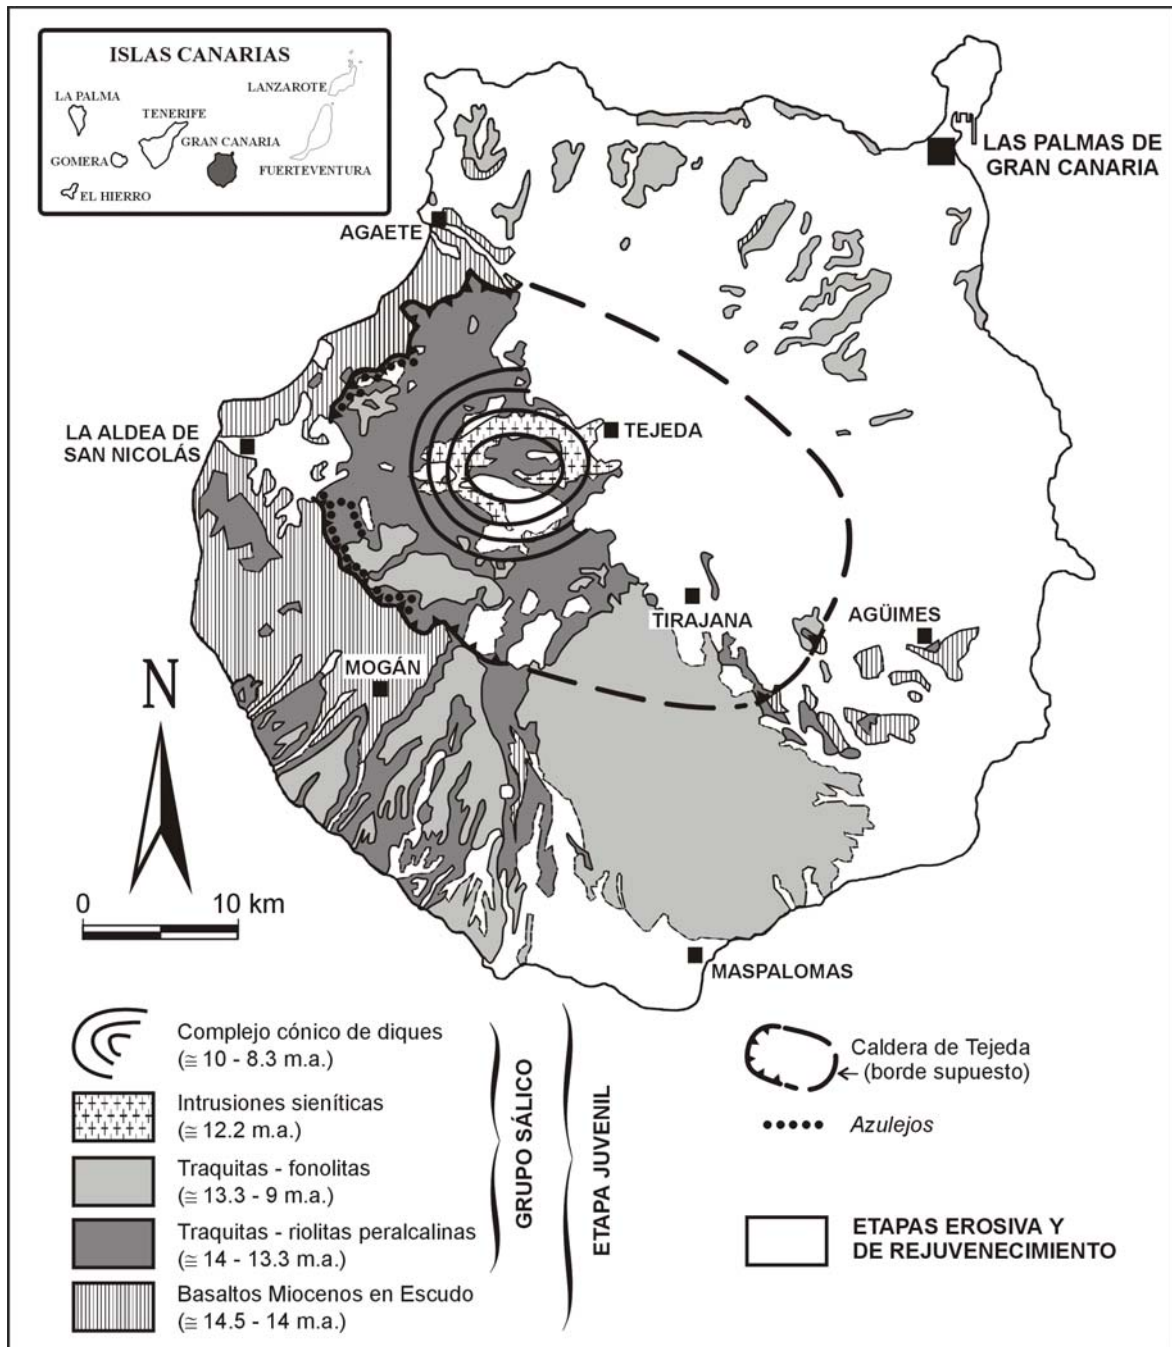 ISLAS CANARIAS
LANZAROTE
LA PALMA
TENERIFE
GRAN CANARIA
GOMERA
FUERTEVENTURA
EL HIERRO
LAS PALMAS DE
GRAN CANARIA
AGAETE
LA ALDEA DE
SAN NICOLÁS
TEJEDA
TIRAJANA
AGÜIMES
MOGÁN
N
0 10 km
MASPALOMAS
Complejo cónico de diques
(≅ 10 - 8.3 m.a.)
Intrusiones sieníticas
(≅ 12.2 m.a.)
Traquitas - fonolitas
(≅ 13.3 - 9 m.a.)
Traquitas - riolitas peralcalinas
(≅ 14 - 13.3 m.a.)
Basaltos Miocenos en Escudo
(≅ 14.5 - 14 m.a.)
GRUPO SÁLICO
ETAPA JUVENIL
Caldera de Tejeda
(borde supuesto)
Azulejos
ETAPAS EROSIVA Y
DE REJUVENECIMIENTO